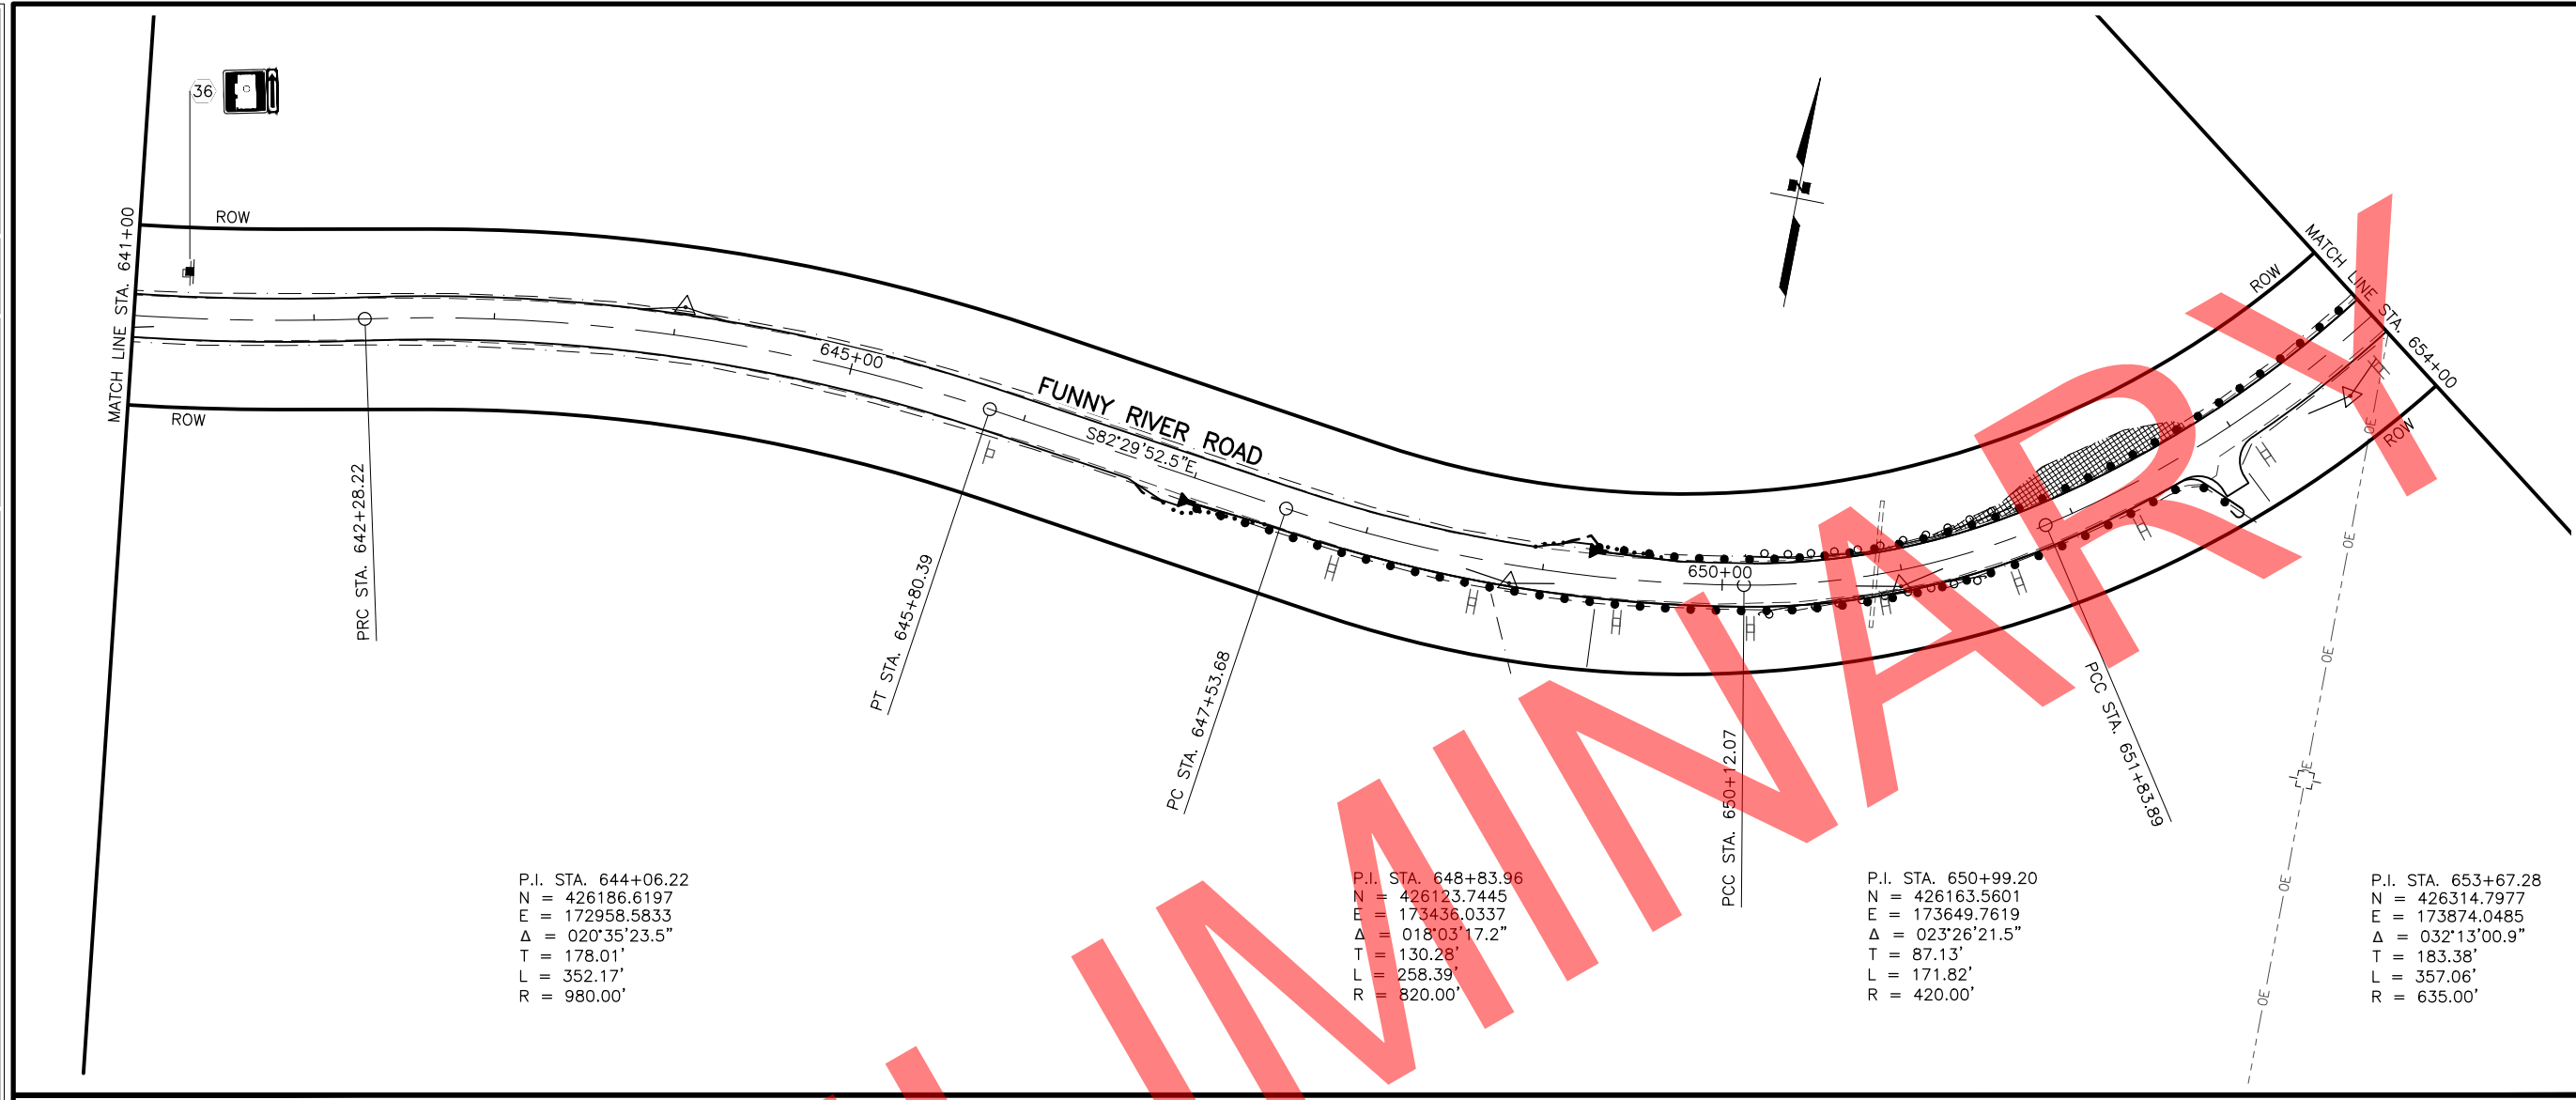 36
ROW
MATCH LINE STA. 641+00
ROW
PRC STA. 642+28.22
645+00
PT STA. 645+80.39
FUNNY RIVER ROAD
S82°29'52.5"E
PC STA. 647+53.68
N
650+00
PCC STA. 650+12.07
PCC STA. 651+83.89
ROW
MATCH LINE STA. 654+00
ROW
OE
OE
OE
OE
OE
OE
P.I. STA. 644+06.22
N = 426186.6197
E = 172958.5833
Δ = 020°35'23.5"
T = 178.01'
L = 352.17'
R = 980.00'
P.I. STA. 648+83.96
N = 426123.7445
E = 173436.0337
Δ = 018°03'17.2"
T = 130.28'
L = 258.39'
R = 820.00'
P.I. STA. 650+99.20
N = 426163.5601
E = 173649.7619
Δ = 023°26'21.5"
T = 87.13'
L = 171.82'
R = 420.00'
P.I. STA. 653+67.28
N = 426314.7977
E = 173874.0485
Δ = 032°13'00.9"
T = 183.38'
L = 357.06'
R = 635.00'
LIMINARY